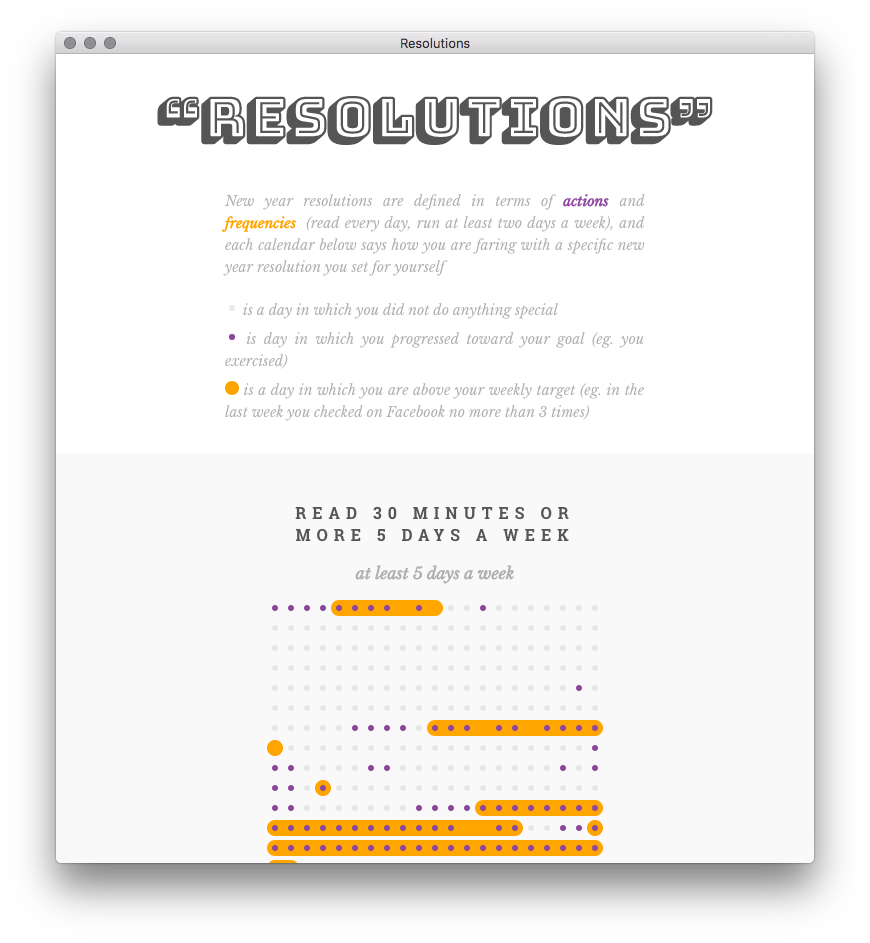 Resolutions
“RESOLUTIONS”
New year resolutions are defined in terms of actions and
frequencies (read every day, run at least two days a week), and
each calendar below says how you are faring with a specific new
year resolution you set for yourself
is a day in which you did not do anything special
is day in which you progressed toward your goal (eg. you
exercised)
is a day in which you are above your weekly target (eg. in the
last week you checked on Facebook no more than 3 times)
READ 30 MINUTES OR
MORE 5 DAYS A WEEK
at least 5 days a week